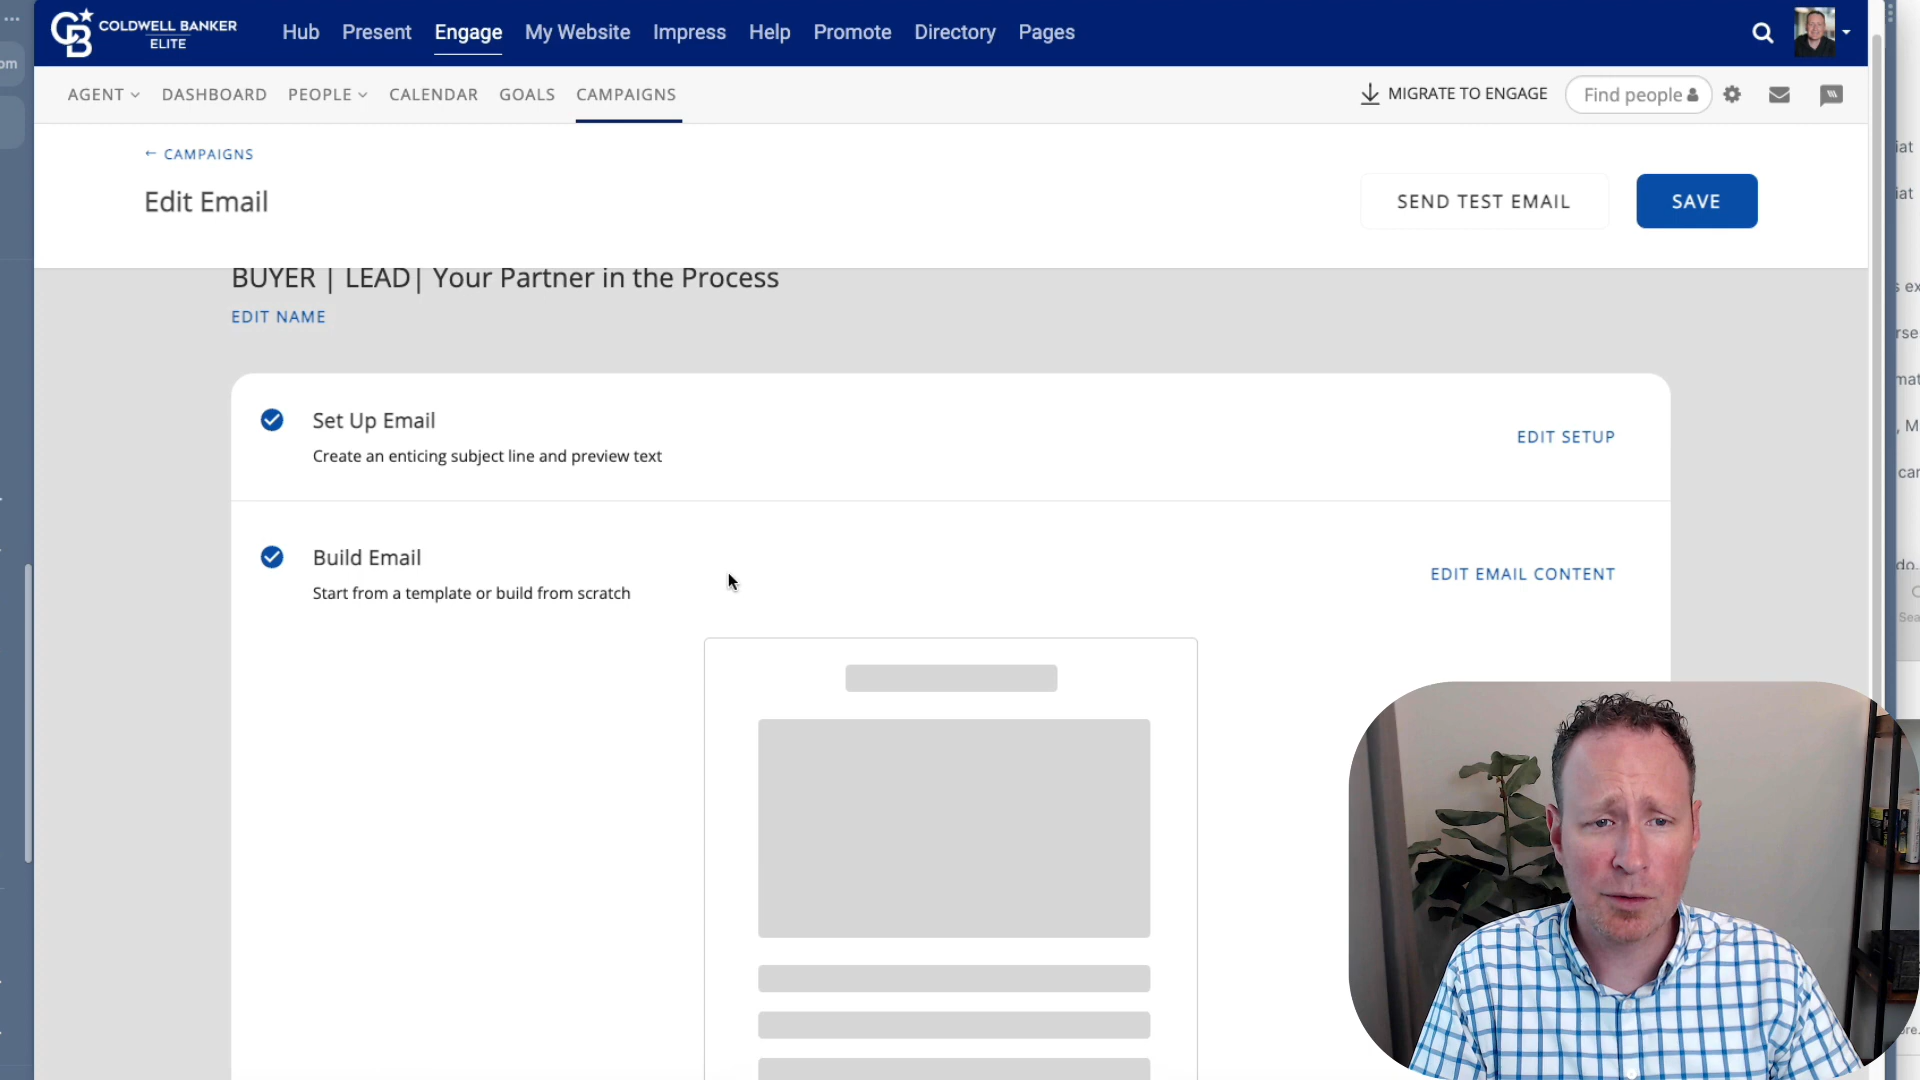 COLDWELL BANKER
ELITE
Hub Present Engage My Website Impress Help Promote Directory Pages
AGENT DASHBOARD PEOPLE CALENDAR GOALS CAMPAIGNS
MIGRATE TO ENGAGE
Find people
← CAMPAIGNS
Edit Email
SEND TEST EMAIL
SAVE
BUYER | LEAD| Your Partner in the Process
EDIT NAME
Set Up Email
Create an enticing subject line and preview text
EDIT SETUP
Build Email
Start from a template or build from scratch
EDIT EMAIL CONTENT